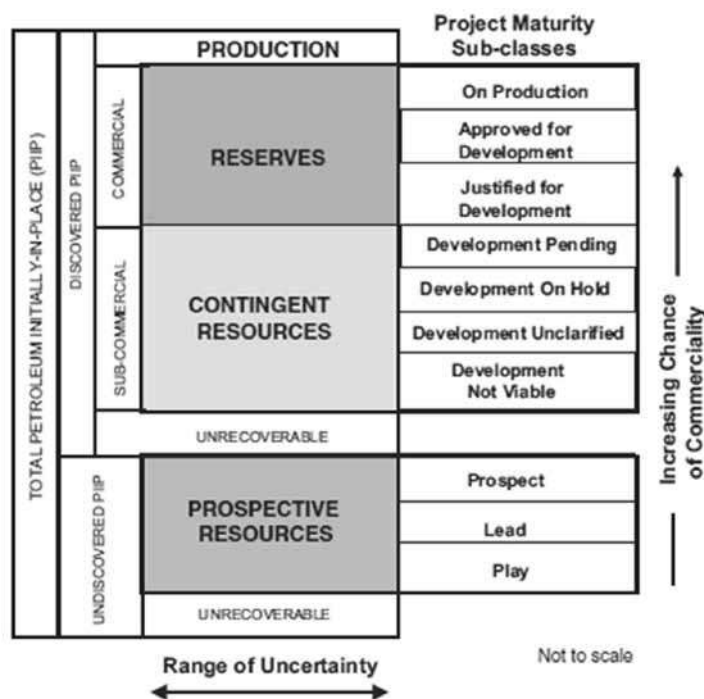 Project Maturity
Sub-classes
PRODUCTION
On Production
Approved for
Development
Justified for
Development
Development Pending
Development On Hold
Development Unclarified
Development
Not Viable
Prospect
Lead
Play
RESERVES
CONTINGENT
RESOURCES
UNRECOVERABLE
PROSPECTIVE
RESOURCES
UNRECOVERABLE
TOTAL PETROLEUM INITIALLY-IN-PLACE (PIIP)
DISCOVERED PIIP
UNDISCOVERED PIIP
COMMERCIAL
SUB-COMMERCIAL
Increasing Chance
of Commerciality
Range of Uncertainty
Not to scale